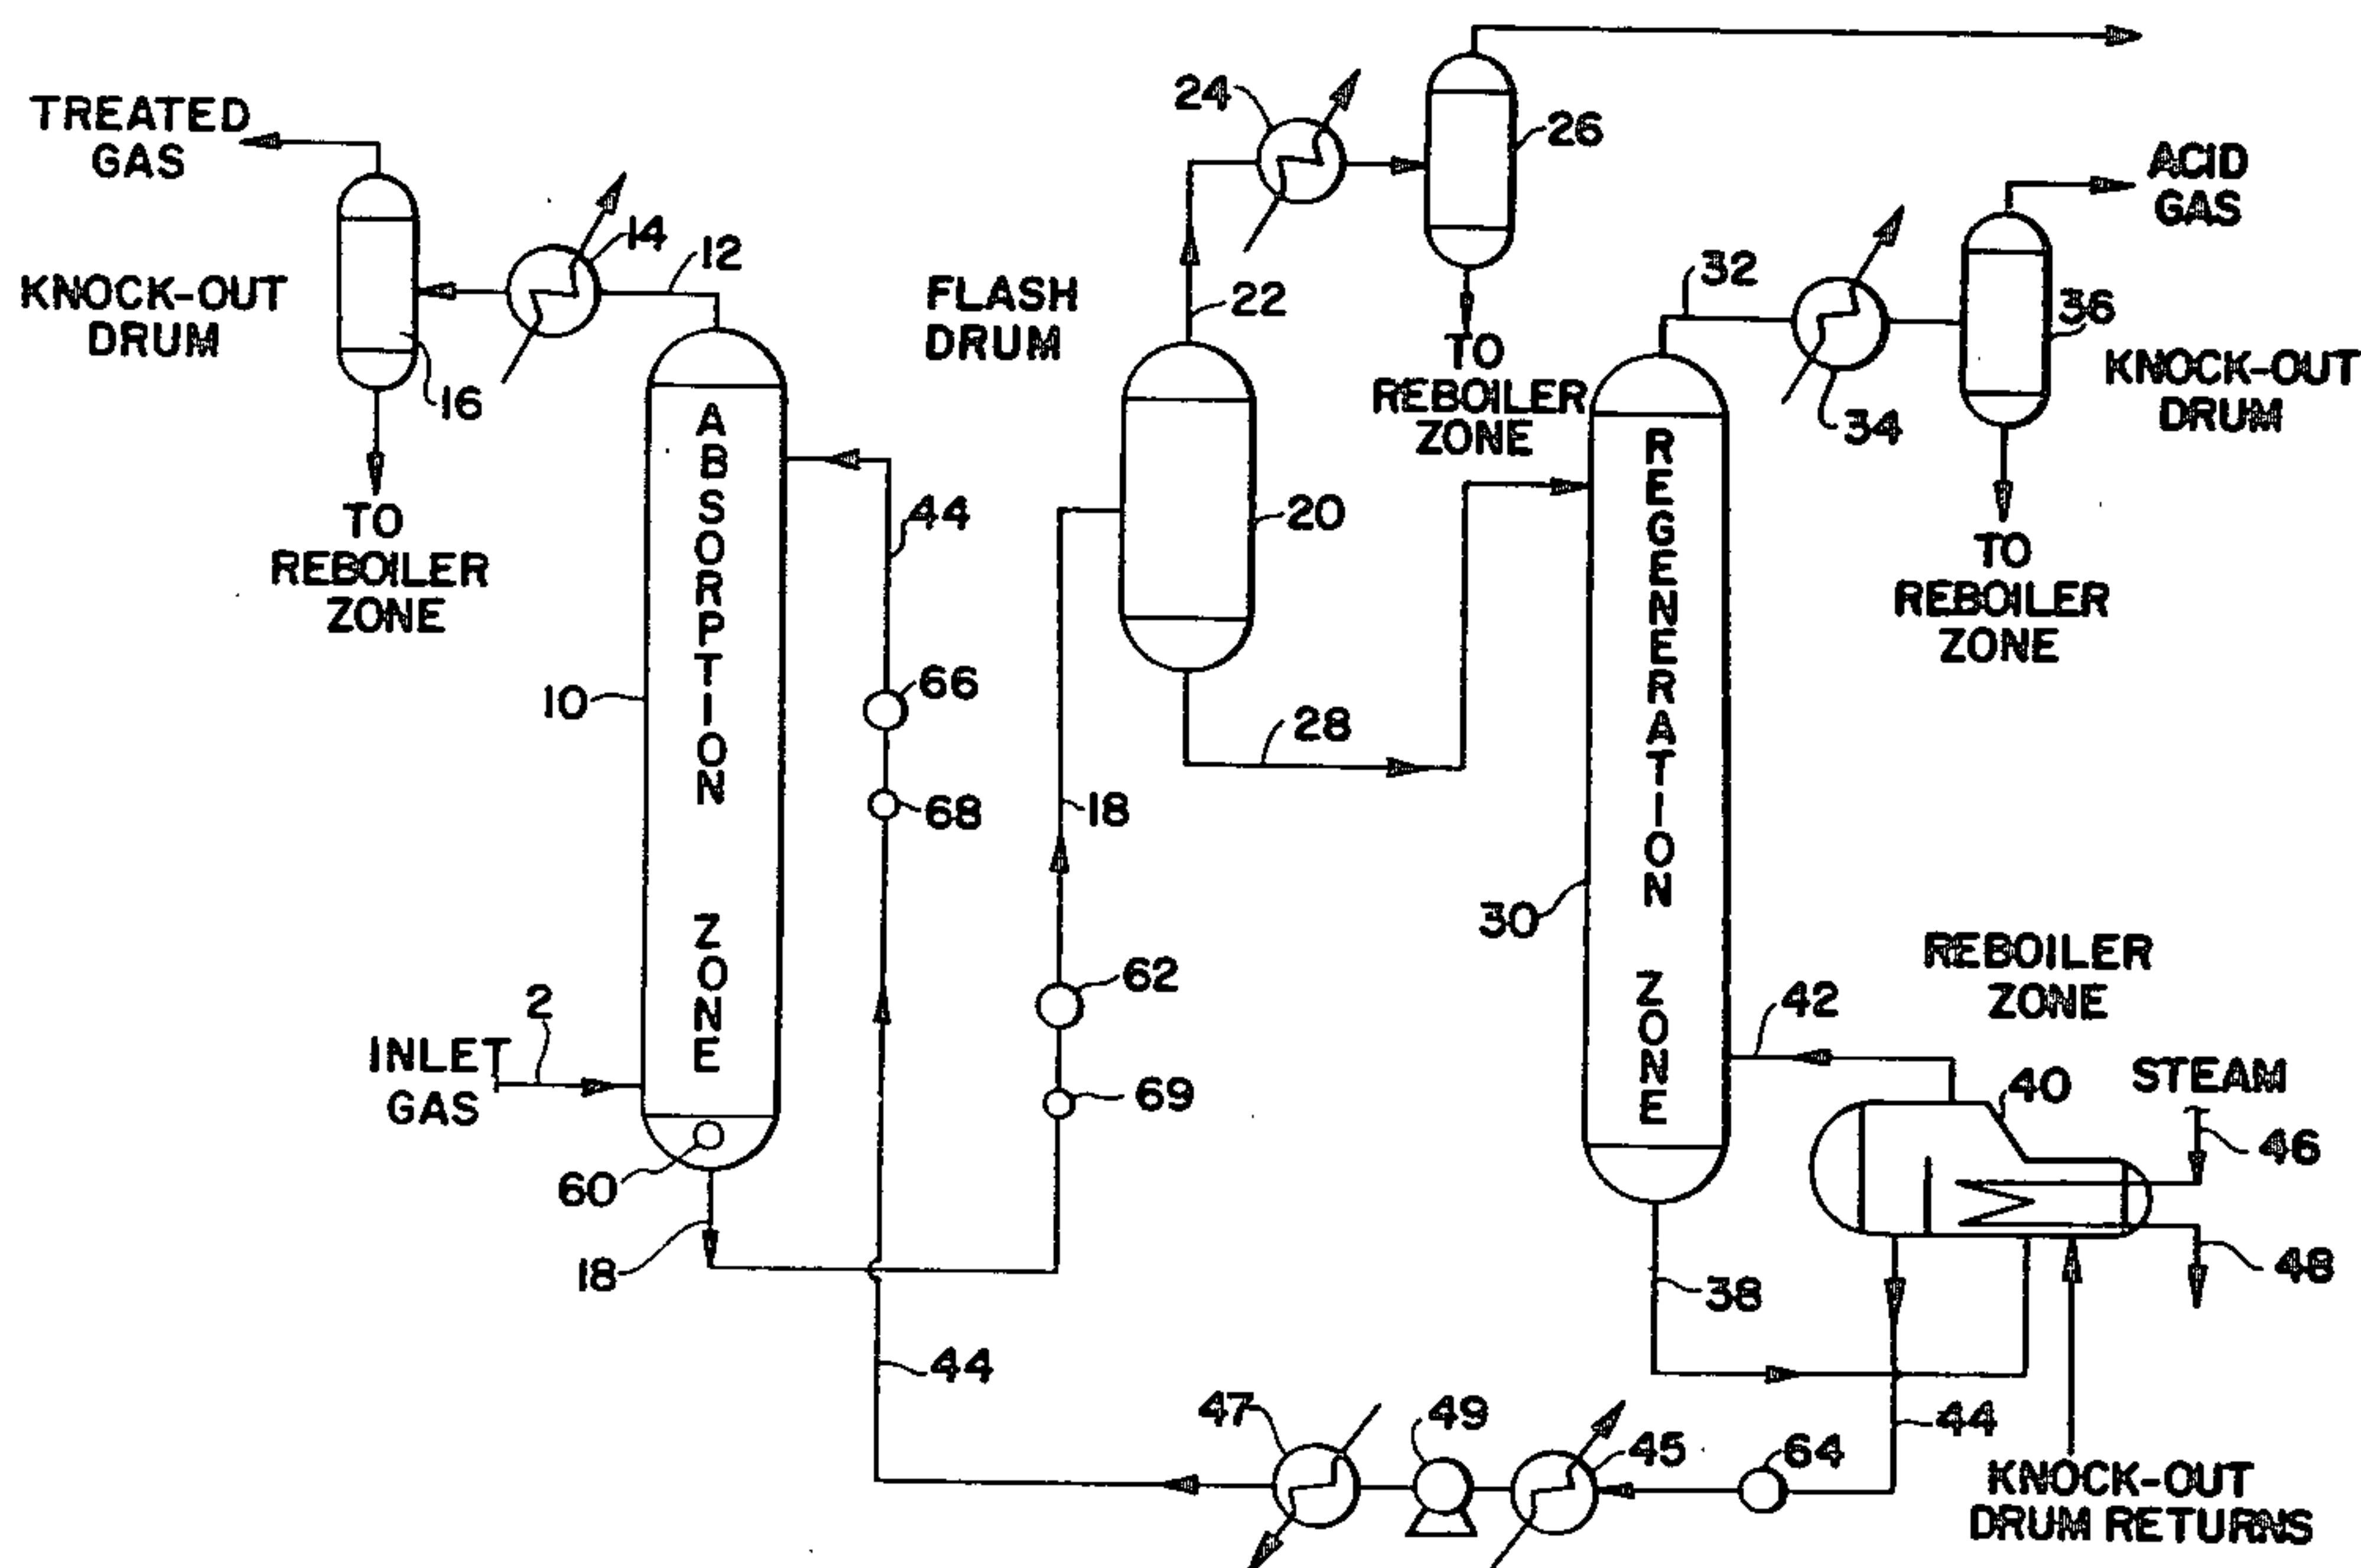 TREATED
GAS
KNOCK-OUT
DRUM
14
12
16
TO
REBOILER
ZONE
ABSORPTION ZONE
10
44
66
68
INLET
GAS
2
60
18
FLASH
DRUM
24
26
22
TO
REBOILER
ZONE
20
28
18
62
69
ACID
GAS
32
36
KNOCK-OUT
DRUM
34
TO
REBOILER
ZONE
REGENERATION ZONE
30
REBOILER
ZONE
42
40
STEAM
46
48
38
44
44
47
49
45
64
KNOCK-OUT
DRUM RETURNS